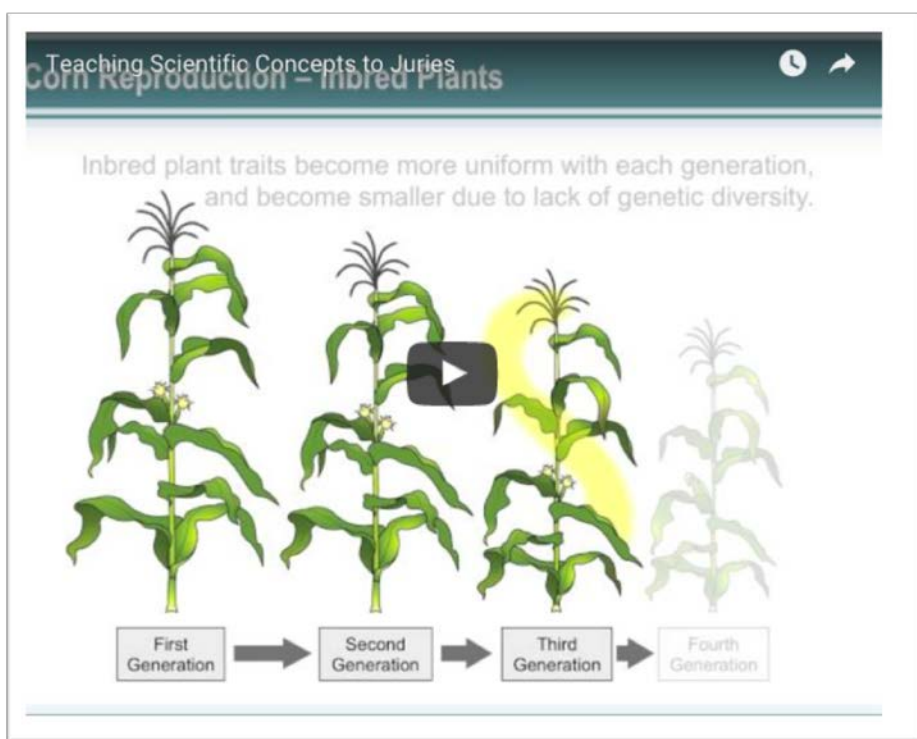 Teaching Scientific Concepts to Juries
Corn Reproduction – Inbred Plants
Inbred plant traits become more uniform with each generation,
and become smaller due to lack of genetic diversity.
First
Generation
Second
Generation
Third
Generation
Fourth
Generation